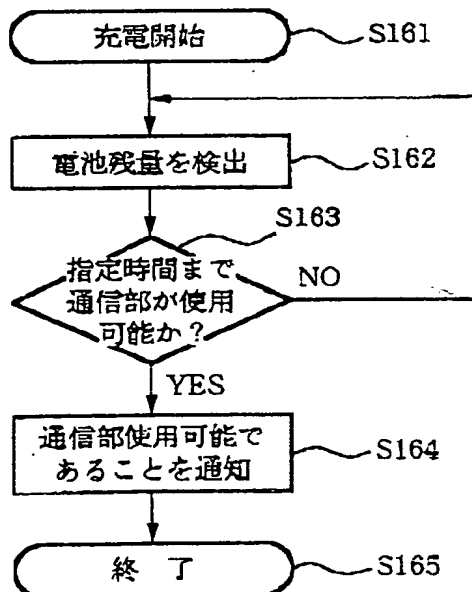 充電開始
S161
電池残量を検出
S162
S163
指定時間まで
通信部が使用
可能か？
NO
YES
通信部使用可能で
あることを通知
S164
終 了
S165